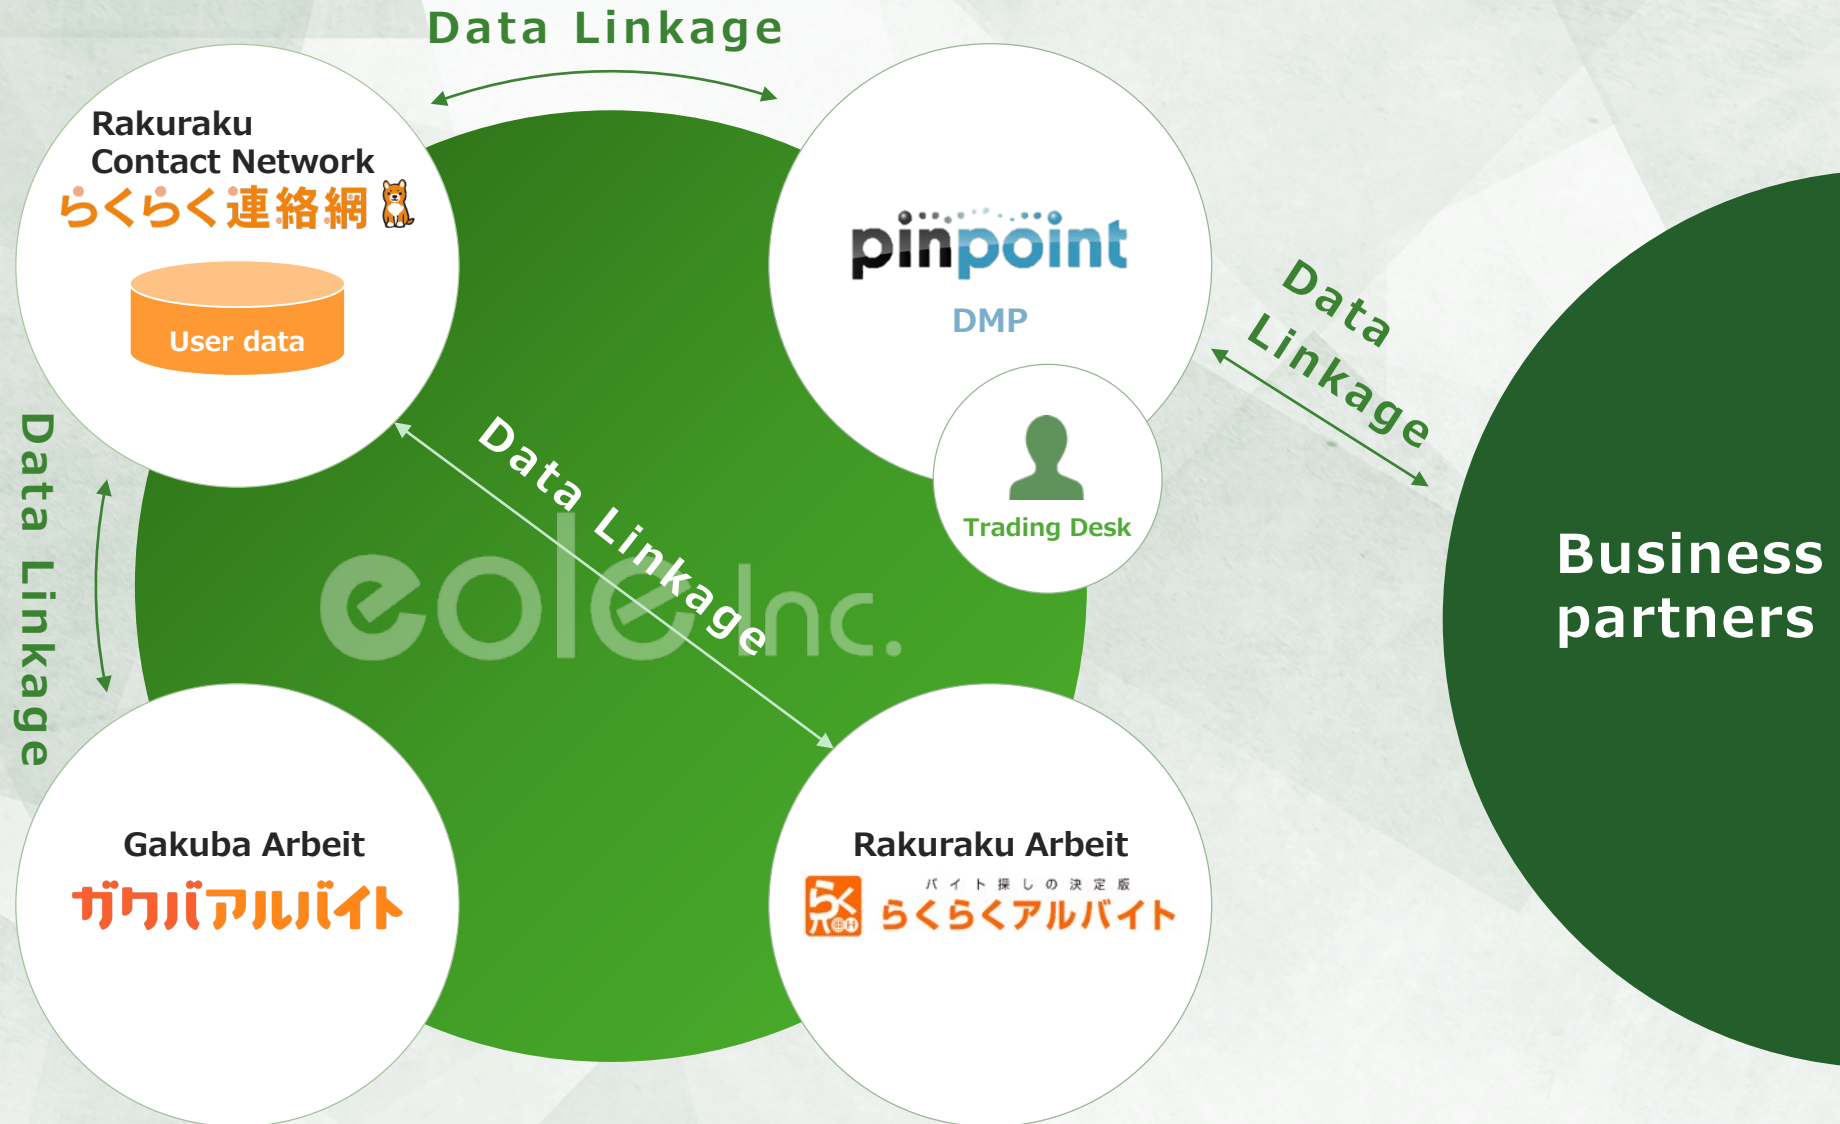 Data Linkage
Rakuraku
Contact Network
らくらく連絡網
User data
pinpoint
DMP
Trading Desk
Data
Linkage
Data Linkage
Data Linkage
eole Inc.
Business
partners
Gakuba Arbeit
ガクバアルバイト
Rakuraku Arbeit
バイト探しの決定版
らくらくアルバイト